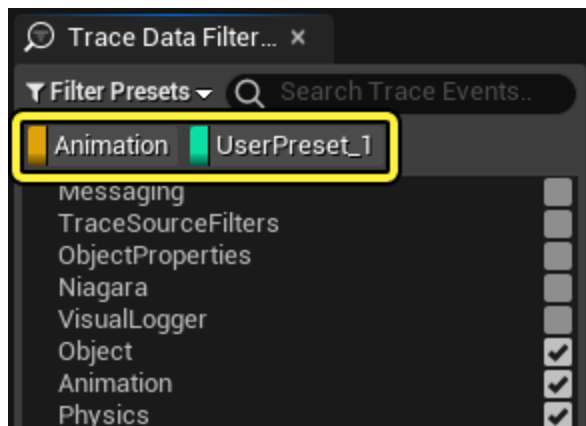 Trace Data Filter...
Filter Presets Search Trace Events..
Animation UserPreset_1
Messaging
TraceSourceFilters
ObjectProperties
Niagara
VisualLogger
Object
Animation
Physics